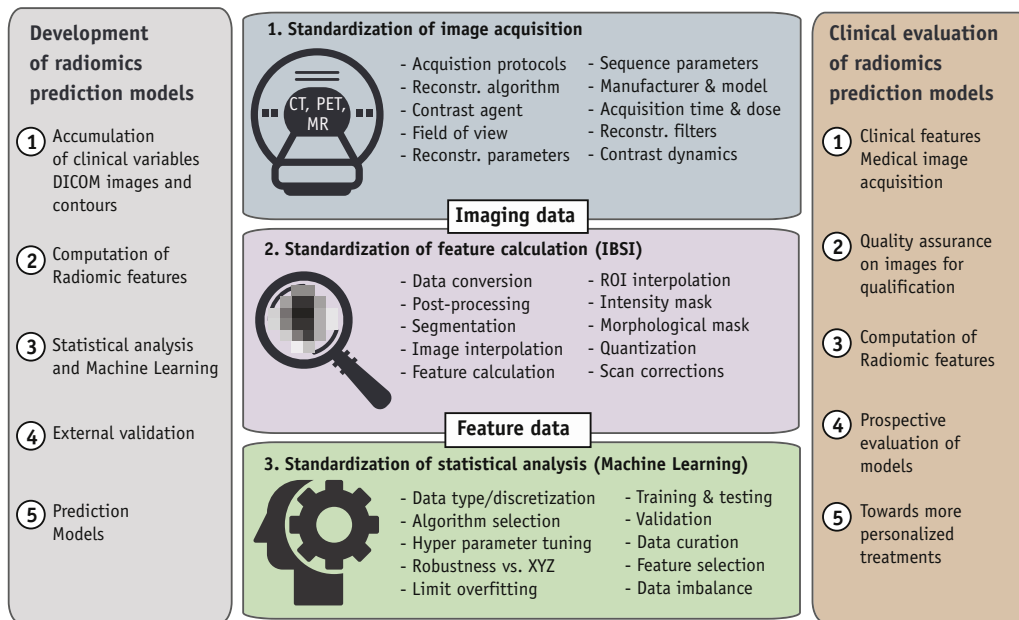 Development
of radiomics
prediction models
1 Accumulation
of clinical variables
DICOM images and
contours
2 Computation of
Radiomic features
3 Statistical analysis
and Machine Learning
4 External validation
5 Prediction
Models
1. Standardization of image acquisition
CT, PET,
MR
- Acquistion protocols
- Reconstr. algorithm
- Contrast agent
- Field of view
- Reconstr. parameters
- Sequence parameters
- Manufacturer & model
- Acquisition time & dose
- Reconstr. filters
- Contrast dynamics
Imaging data
2. Standardization of feature calculation (IBSI)
- Data conversion
- Post-processing
- Segmentation
- Image interpolation
- Feature calculation
- ROI interpolation
- Intensity mask
- Morphological mask
- Quantization
- Scan corrections
Feature data
3. Standardization of statistical analysis (Machine Learning)
- Data type/discretization
- Algorithm selection
- Hyper parameter tuning
- Robustness vs. XYZ
- Limit overfitting
- Training & testing
- Validation
- Data curation
- Feature selection
- Data imbalance
Clinical evaluation
of radiomics
prediction models
1 Clinical features
Medical image
acquisition
2 Quality assurance
on images for
qualification
3 Computation of
Radiomic features
4 Prospective
evaluation of
models
5 Towards more
personalized
treatments